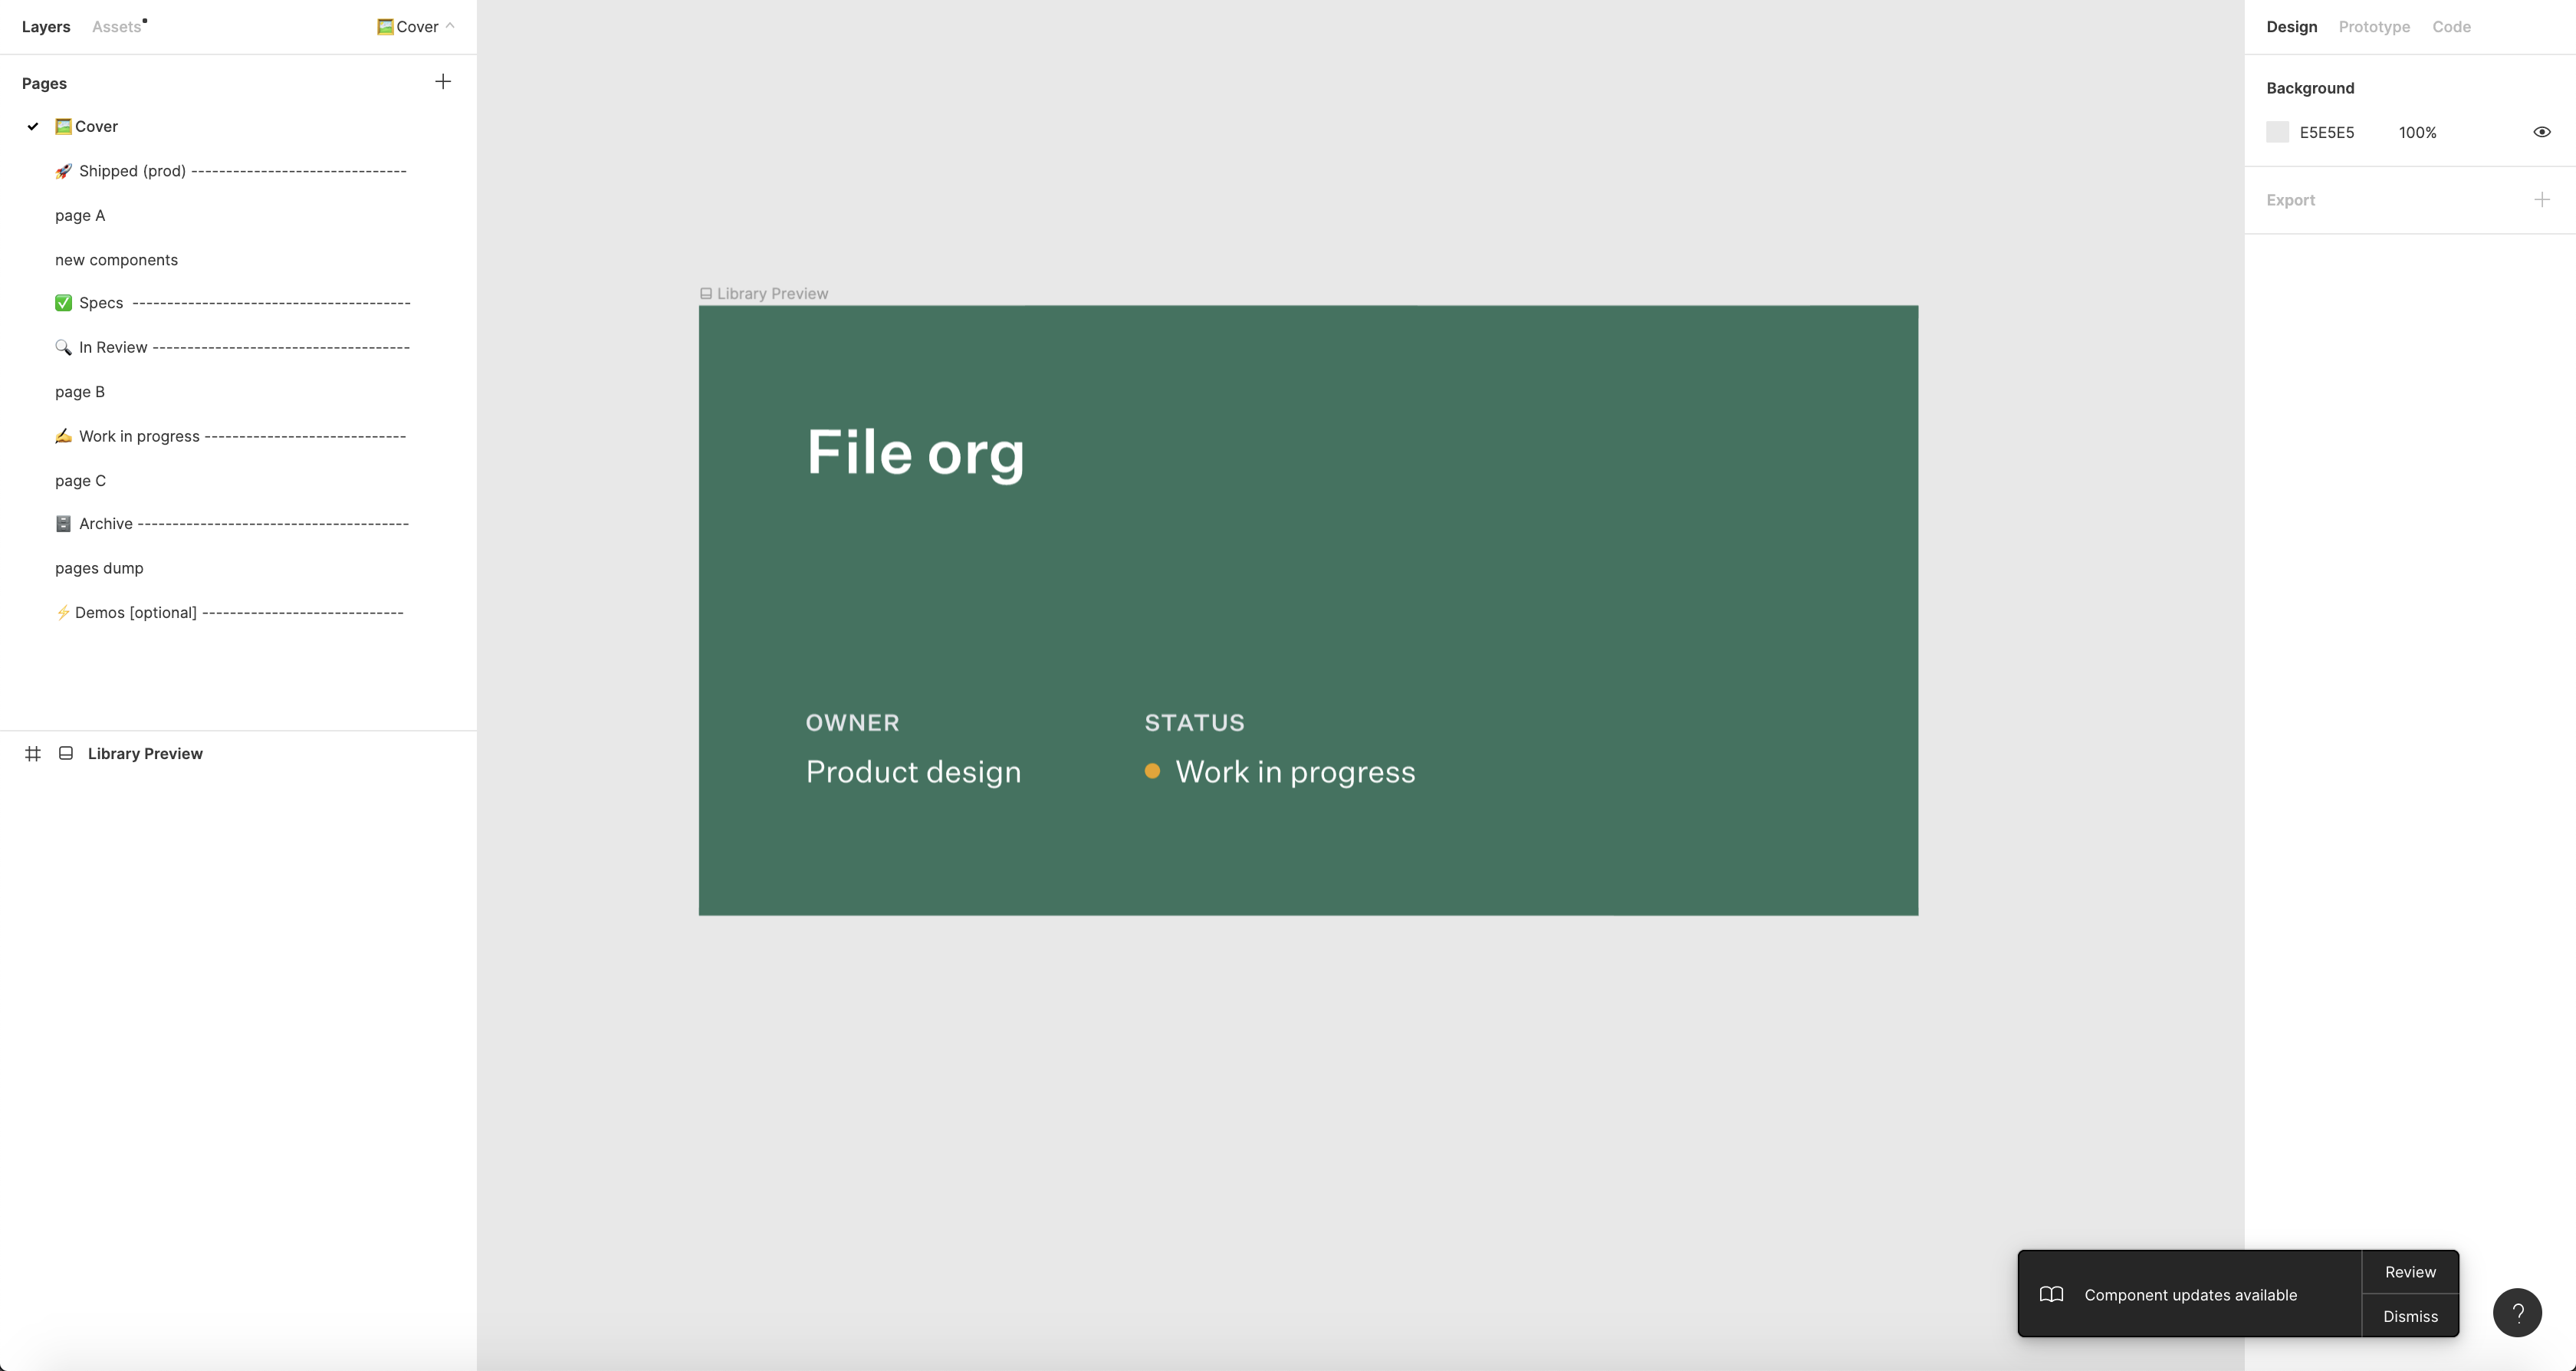 Layers Assets 🖼️Cover
Pages
🖼️Cover
🚀 Shipped (prod) -------------------------------
page A
new components
✅ Specs ----------------------------------------
🔍 In Review -------------------------------------
page B
✍️ Work in progress -----------------------------
page C
🗄️ Archive ---------------------------------------
pages dump
⚡Demos [optional] -----------------------------
Library Preview
Library Preview
File org
OWNER
Product design
STATUS
Work in progress
Design Prototype Code
Background
E5E5E5 100%
Export
Component updates available
Review
Dismiss
?